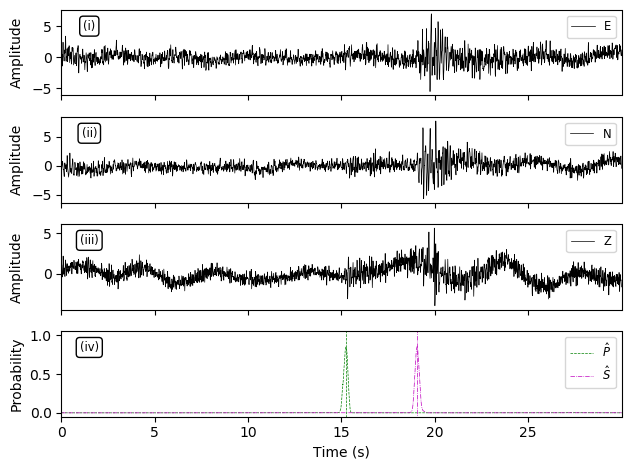 (i)
E
Amplitude
5
0
−5
(ii)
N
Amplitude
5
0
−5
(iii)
Z
Amplitude
5
0
(iv)
P̂
Ŝ
Probability
1.0
0.5
0.0
0 5 10 15 20 25
Time (s)